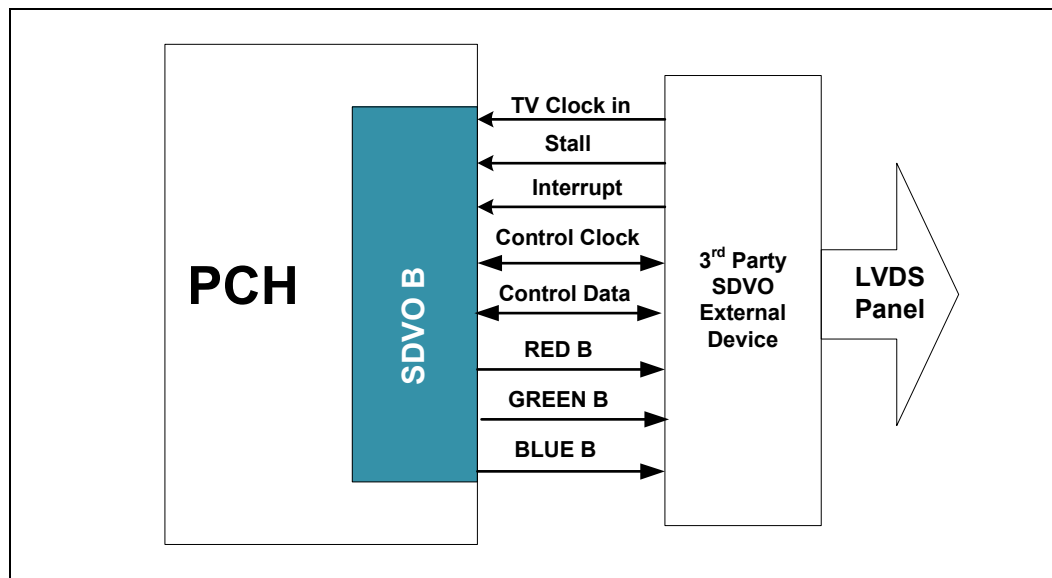 PCH
SDVO B
TV Clock in
Stall
Interrupt
Control Clock
Control Data
RED B
GREEN B
BLUE B
3rd Party
SDVO
External
Device
LVDS
Panel